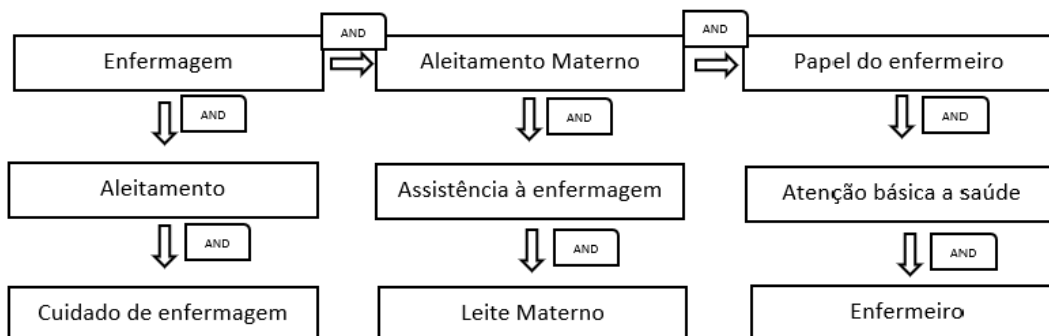 AND
AND
Enfermagem
Aleitamento Materno
Papel do enfermeiro
AND
AND
AND
Aleitamento
Assistência à enfermagem
Atenção básica a saúde
AND
AND
AND
Cuidado de enfermagem
Leite Materno
Enfermeiro